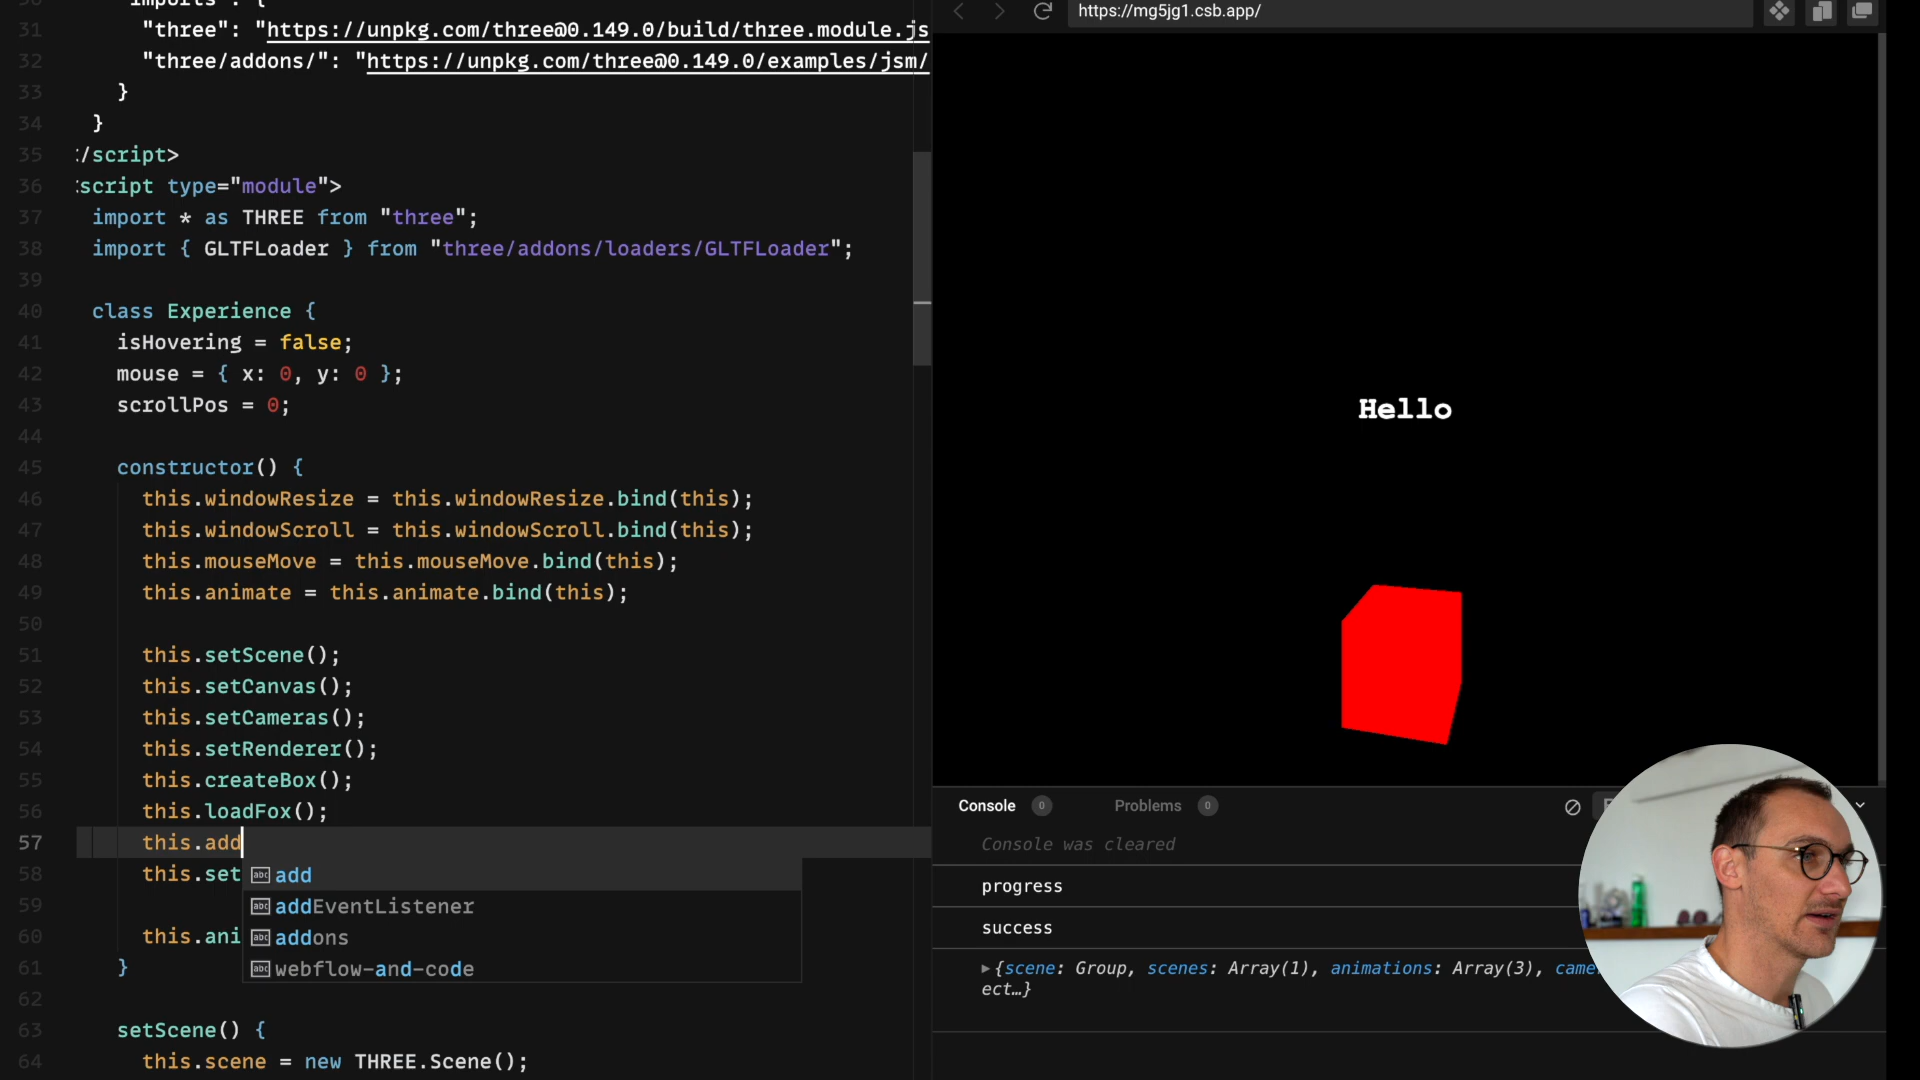 imports": {
31 "three": "https://unpkg.com/three@0.149.0/build/three.module.js
32 "three/addons/": "https://unpkg.com/three@0.149.0/examples/jsm/
33 }
34 }
35 :/script>
36 :script type="module">
37 import * as THREE from "three";
38 import { GLTFLoader } from "three/addons/loaders/GLTFLoader";
39
40 class Experience {
41 isHovering = false;
42 mouse = { x: 0, y: 0 };
43 scrollPos = 0;
44
45 constructor() {
46 this.windowResize = this.windowResize.bind(this);
47 this.windowScroll = this.windowScroll.bind(this);
48 this.mouseMove = this.mouseMove.bind(this);
49 this.animate = this.animate.bind(this);
50
51 this.setScene();
52 this.setCanvas();
53 this.setCameras();
54 this.setRenderer();
55 this.createBox();
56 this.loadFox();
57 this.add
58 this.set
add
addEventListener
59
addons
60 this.ani
webflow-and-code
61 }
62
63 setScene() {
64 this.scene = new THREE.Scene();
https://mg5jg1.csb.app/
Hello
Console 0 Problems 0
Console was cleared
progress
success
▸{scene: Group, scenes: Array(1), animations: Array(3), came
ect…}